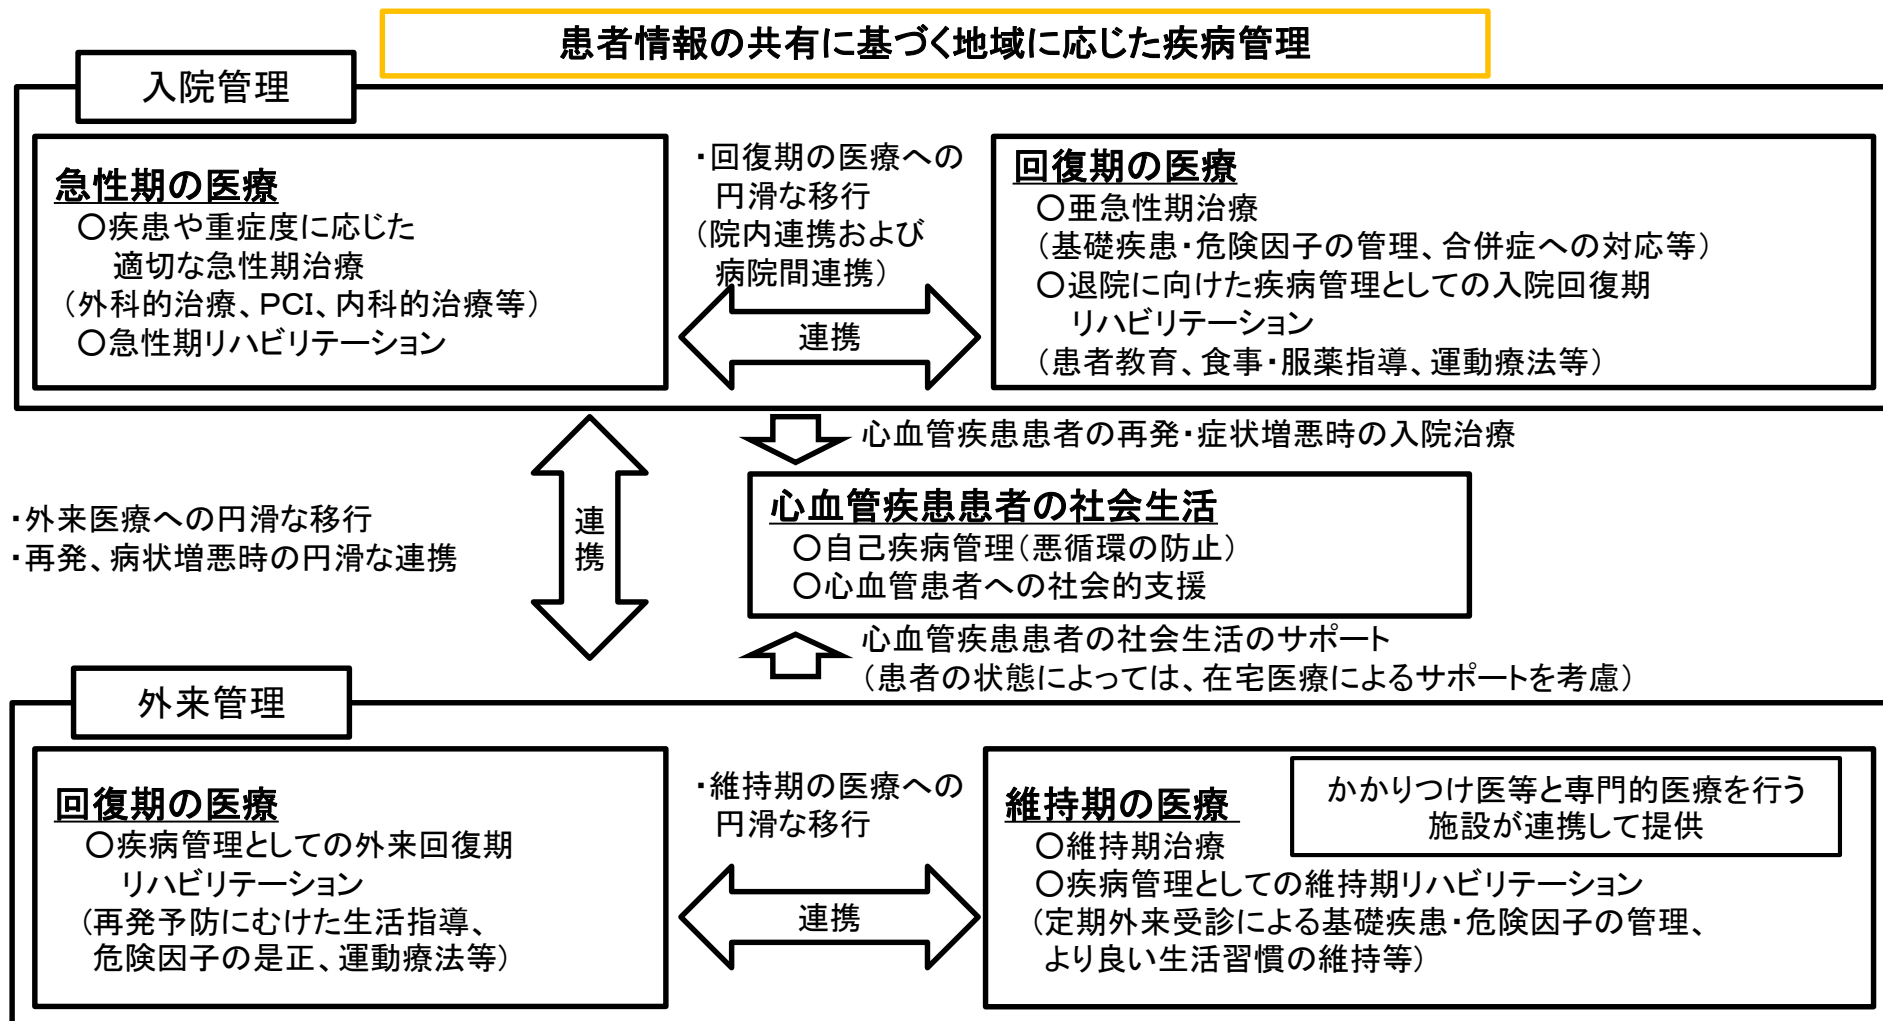 患者情報の共有に基づく地域に応じた疾病管理
入院管理
急性期の医療
○疾患や重症度に応じた
適切な急性期治療
(外科的治療、PCI、内科的治療等)
○急性期リハビリテーション
・回復期の医療への
円滑な移行
(院内連携および
病院間連携)
連携
回復期の医療
○亜急性期治療
(基礎疾患・危険因子の管理、合併症への対応等)
○退院に向けた疾病管理としての入院回復期
リハビリテーション
(患者教育、食事・服薬指導、運動療法等)
・外来医療への円滑な移行
・再発、病状増悪時の円滑な連携
連携
心血管疾患患者の再発・症状増悪時の入院治療
心血管疾患患者の社会生活
○自己疾病管理(悪循環の防止)
○心血管患者への社会的支援
心血管疾患患者の社会生活のサポート
(患者の状態によっては、在宅医療によるサポートを考慮)
外来管理
回復期の医療
○疾病管理としての外来回復期
リハビリテーション
(再発予防にむけた生活指導、
危険因子の是正、運動療法等)
・維持期の医療への
円滑な移行
連携
維持期の医療
かかりつけ医等と専門的医療を行う
施設が連携して提供
○維持期治療
○疾病管理としての維持期リハビリテーション
(定期外来受診による基礎疾患・危険因子の管理、
より良い生活習慣の維持等)